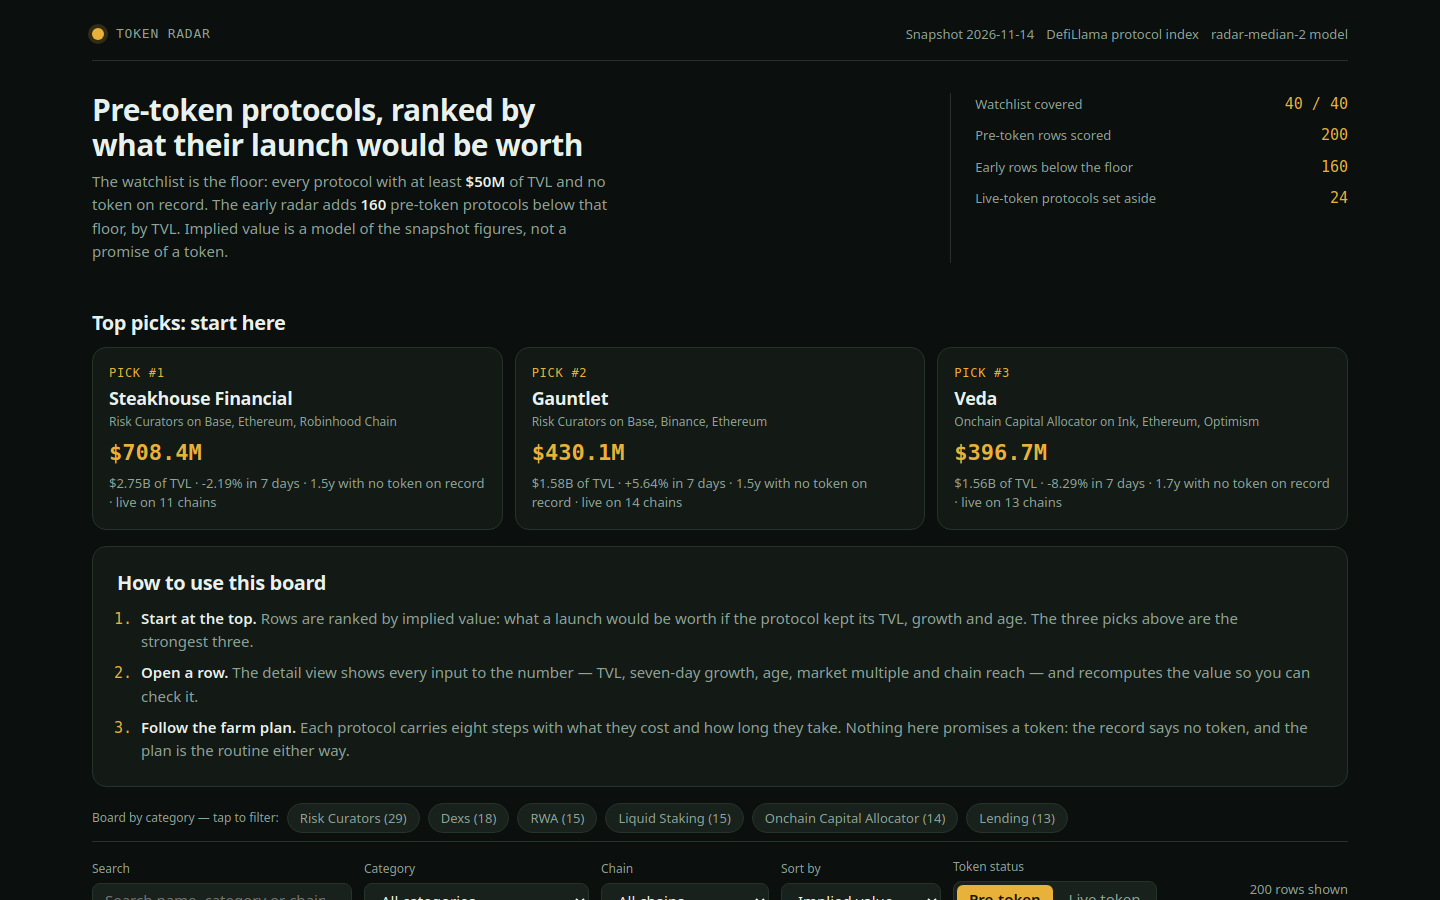 TOKEN RADAR
Snapshot 2026-11-14 DefiLlama protocol index radar-median-2 model
Pre-token protocols, ranked by
what their launch would be worth
The watchlist is the floor: every protocol with at least $50M of TVL and no
token on record. The early radar adds 160 pre-token protocols below that
floor, by TVL. Implied value is a model of the snapshot figures, not a
promise of a token.
Watchlist covered 40 / 40
Pre-token rows scored 200
Early rows below the floor 160
Live-token protocols set aside 24
Top picks: start here
PICK #1
Steakhouse Financial
Risk Curators on Base, Ethereum, Robinhood Chain
$708.4M
$2.75B of TVL · -2.19% in 7 days · 1.5y with no token on record
· live on 11 chains
PICK #2
Gauntlet
Risk Curators on Base, Binance, Ethereum
$430.1M
$1.58B of TVL · +5.64% in 7 days · 1.5y with no token on
record · live on 14 chains
PICK #3
Veda
Onchain Capital Allocator on Ink, Ethereum, Optimism
$396.7M
$1.56B of TVL · -8.29% in 7 days · 1.7y with no token on record
· live on 13 chains
How to use this board
1. Start at the top. Rows are ranked by implied value: what a launch would be worth if the protocol kept its TVL, growth and age. The three picks above are the
strongest three.
2. Open a row. The detail view shows every input to the number — TVL, seven-day growth, age, market multiple and chain reach — and recomputes the value so you can
check it.
3. Follow the farm plan. Each protocol carries eight steps with what they cost and how long they take. Nothing here promises a token: the record says no token, and the
plan is the routine either way.
Board by category — tap to filter: Risk Curators (29) Dexs (18) RWA (15) Liquid Staking (15) Onchain Capital Allocator (14) Lending (13)
Search Category Chain Sort by Token status
Search name, category or chain All categories All chains Implied value Pre-token Live token 200 rows shown